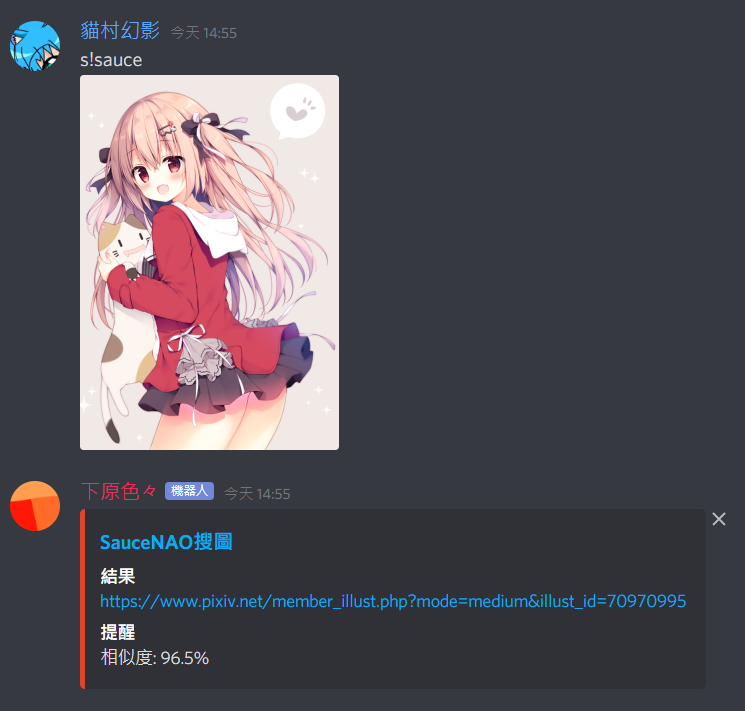 貓村幻影 今天 14:55
s!sauce
下原色々 機器人 今天 14:55
SauceNAO搜圖
結果
https://www.pixiv.net/member_illust.php?mode=medium&illust_id=70970995
提醒
相似度: 96.5%